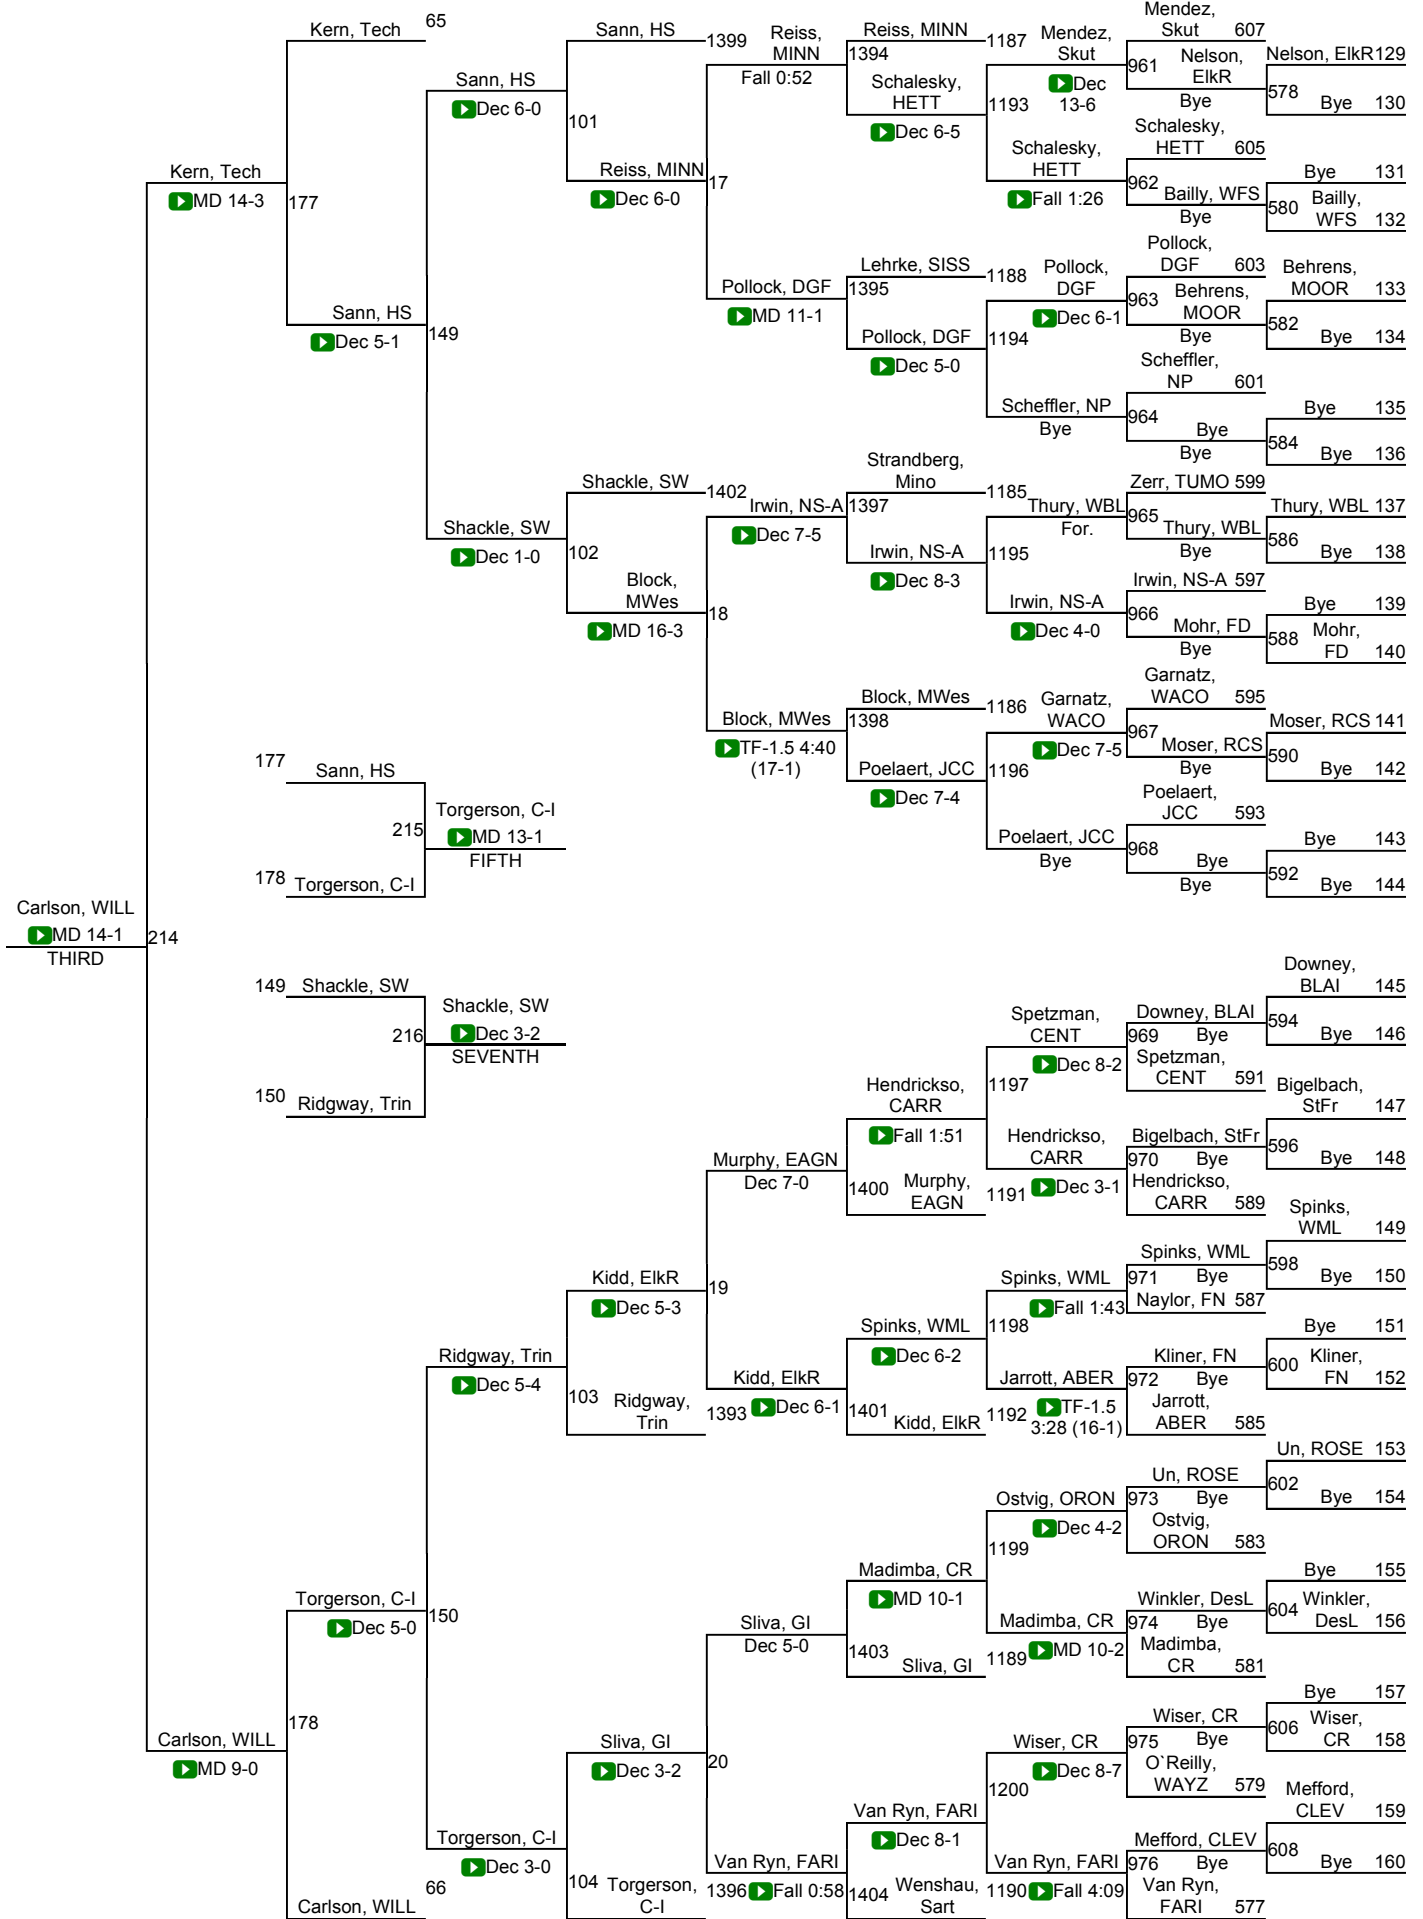 Kern, Tech 65
Sann, HS
Dec 6-0
Sann, HS 1399
101
Reiss, MINN
Dec 6-0
Kern, Tech
MD 14-3
177
Sann, HS
Dec 5-1
149
Reiss,
MINN
Fall 0:52
17
Pollock, DGF
MD 11-1
Reiss, MINN 1187
1394
Schalesky,
HETT
Dec 6-5
1193
Mendez,
Skut
Dec
13-6
Schalesky,
HETT
Fall 1:26
Mendez,
Skut 607
961 Nelson,
ElkR
Bye
Nelson, ElkR 129
578 Bye 130
Schalesky,
HETT 605
962 Bailly, WFS
Bye
Bye 131
580 Bailly,
WFS 132
Lehrke, SISS 1188
1395
Pollock, DGF
Dec 5-0
1194
Pollock,
DGF
Dec 6-1
Scheffler, NP
Bye
Pollock,
DGF 603
963 Behrens,
MOOR
Bye
Behrens,
MOOR 133
582 Bye 134
Scheffler,
NP 601
964 Bye
Bye
Bye 135
584 Bye 136
Shackle, SW
Dec 1-0
Shackle, SW 1402
102
Block,
MWes
MD 16-3
18
Irwin, NS-A
Dec 7-5
Block, MWes
TF-1.5 4:40
(17-1)
Strandberg,
Mino 1185
1397
Irwin, NS-A
Dec 8-3
1195
Thury, WBL
For.
Irwin, NS-A
Dec 4-0
Zerr, TUMO 599
965 Thury, WBL
Bye
Thury, WBL 137
586 Bye 138
Irwin, NS-A 597
966 Mohr, FD
Bye
Bye 139
588 Mohr,
FD 140
Block, MWes 1186
1398
Poelaert, JCC
Dec 7-4
1196
Garnatz,
WACO
Dec 7-5
Poelaert, JCC
Bye
Garnatz,
WACO 595
967 Moser, RCS
Bye
Moser, RCS 141
590 Bye 142
Poelaert,
JCC 593
968 Bye
Bye
Bye 143
592 Bye 144
177 Sann, HS
215
178 Torgerson, C-I
Torgerson, C-I
MD 13-1
FIFTH
Carlson, WILL
MD 14-1
THIRD
214
149 Shackle, SW
216
150 Ridgway, Trin
Shackle, SW
Dec 3-2
SEVENTH
Murphy, EAGN
Dec 7-0
Hendrickso,
CARR
Fall 1:51
1400 Murphy,
EAGN 1191
1197
Spetzman,
CENT
Dec 8-2
Hendrickso,
CARR
Dec 3-1
Downey, BLAI
969 Bye
Spetzman,
CENT 591
Downey,
BLAI 145
594 Bye 146
Bigelbach, StFr
970 Bye
Hendrickso,
CARR 589
Bigelbach,
StFr 147
596 Bye 148
Kidd, ElkR
Dec 5-3
19
Kidd, ElkR
Dec 6-1
Ridgway, Trin
Dec 5-4
103 Ridgway,
Trin 1393
Spinks, WML
Dec 6-2
1401 Kidd, ElkR 1192
1198
Spinks, WML
Fall 1:43
Jarrott, ABER
TF-1.5
3:28 (16-1)
Spinks, WML
971 Bye
Naylor, FN 587
Spinks,
WML 149
598 Bye 150
Kliner, FN
972 Bye
Jarrott,
ABER 585
Bye 151
600 Kliner,
FN 152
Torgerson, C-I
Dec 5-0
150
178
Carlson, WILL
MD 9-0
Sliva, GI
Dec 5-0
Madimba, CR
MD 10-1
1403 Sliva, GI 1189
1199
Ostvig, ORON
Dec 4-2
Madimba, CR
MD 10-2
Un, ROSE
973 Bye
Ostvig,
ORON 583
Un, ROSE 153
602 Bye 154
Winkler, DesL
974 Bye
Madimba,
CR 581
Bye 155
604 Winkler,
DesL 156
Sliva, GI
Dec 3-2
20
Van Ryn, FARI
Fall 0:58
Torgerson, C-I
Dec 3-0
104 Torgerson,
C-I 1396
Carlson, WILL 66
Van Ryn, FARI
Dec 8-1
1404 Wenshau,
Sart 1190
1200
Wiser, CR
Dec 8-7
Van Ryn, FARI
Fall 4:09
Wiser, CR
975 Bye
O`Reilly,
WAYZ 579
Bye 157
606 Wiser,
CR 158
Mefford, CLEV
976 Bye
Van Ryn,
FARI 577
Mefford,
CLEV 159
608 Bye 160